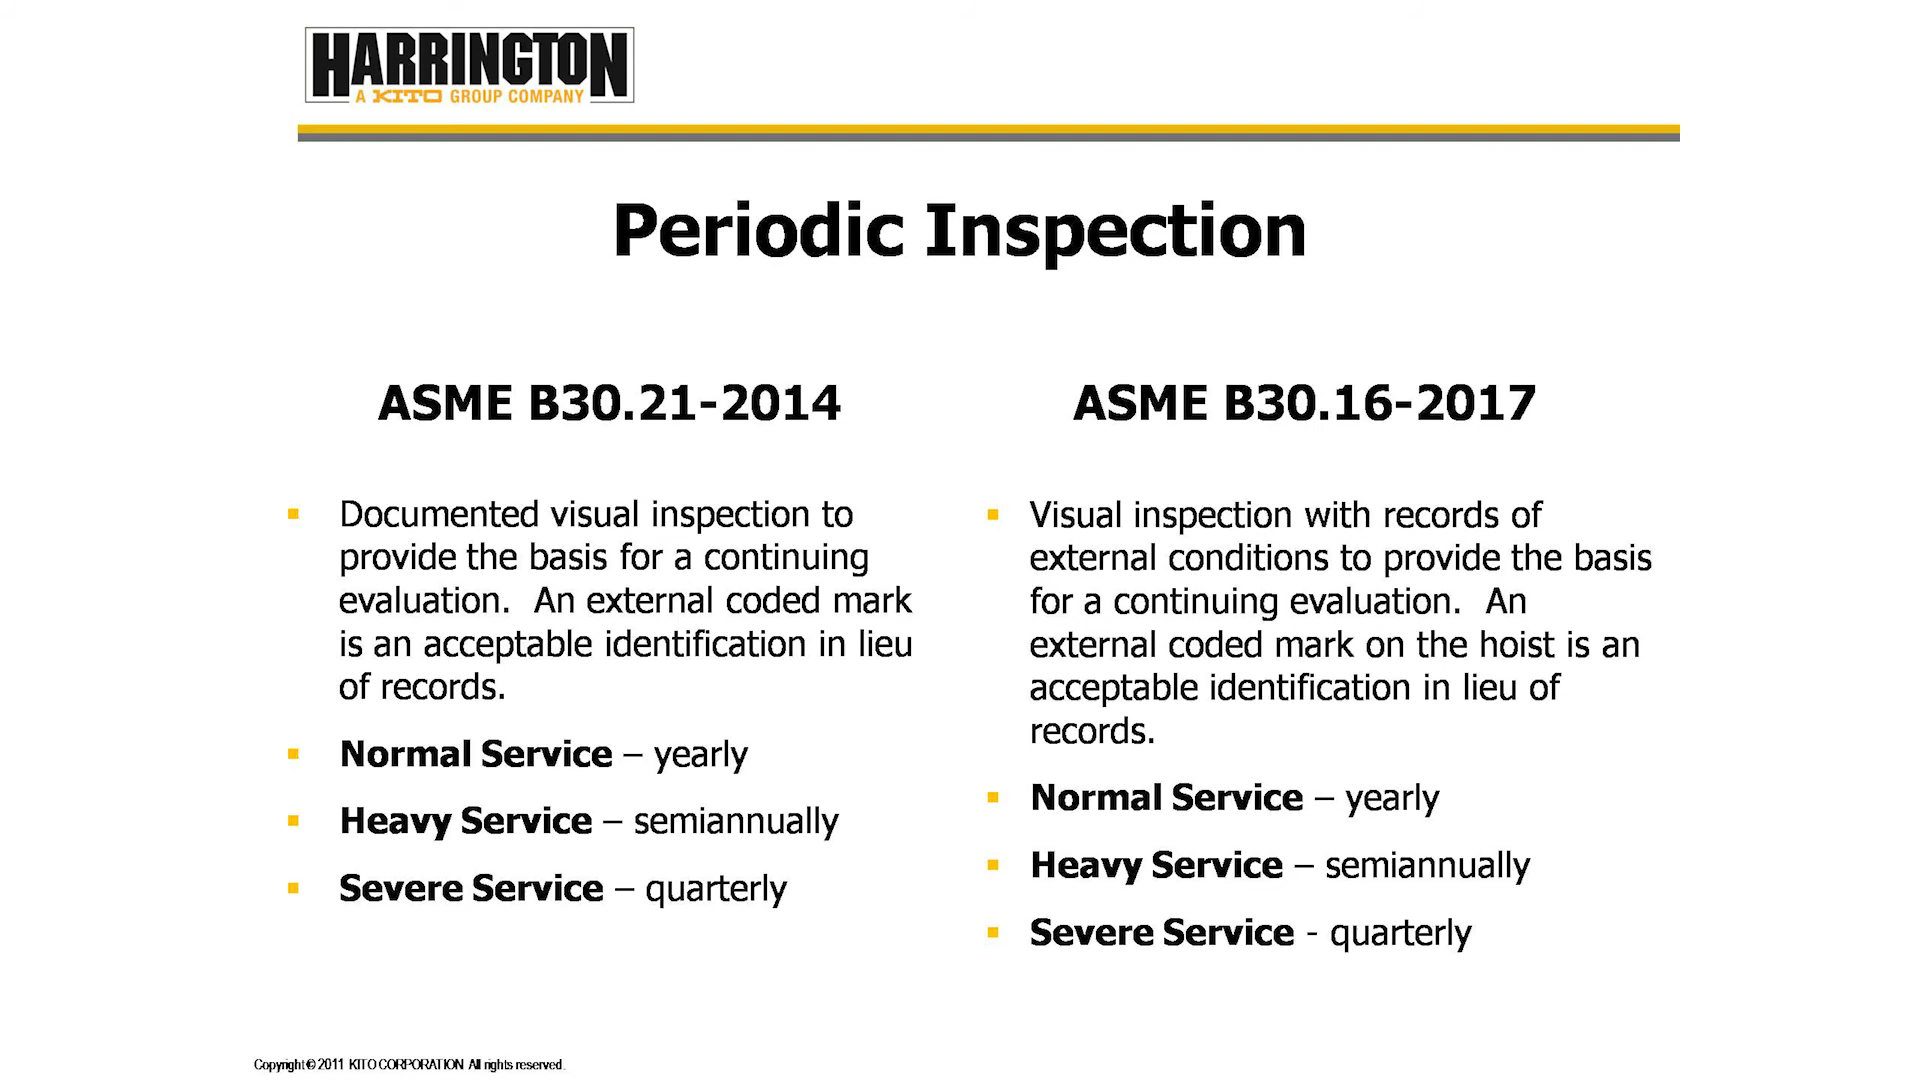 HARRINGTON
A KITO GROUP COMPANY
Periodic Inspection
ASME B30.21-2014
Documented visual inspection to
provide the basis for a continuing
evaluation.  An external coded mark
is an acceptable identification in lieu
of records.
Normal Service – yearly
Heavy Service – semiannually
Severe Service – quarterly
ASME B30.16-2017
Visual inspection with records of
external conditions to provide the basis
for a continuing evaluation.  An
external coded mark on the hoist is an
acceptable identification in lieu of
records.
Normal Service – yearly
Heavy Service – semiannually
Severe Service - quarterly
Copyright © 2011 KITO CORPORATION All rights reserved.